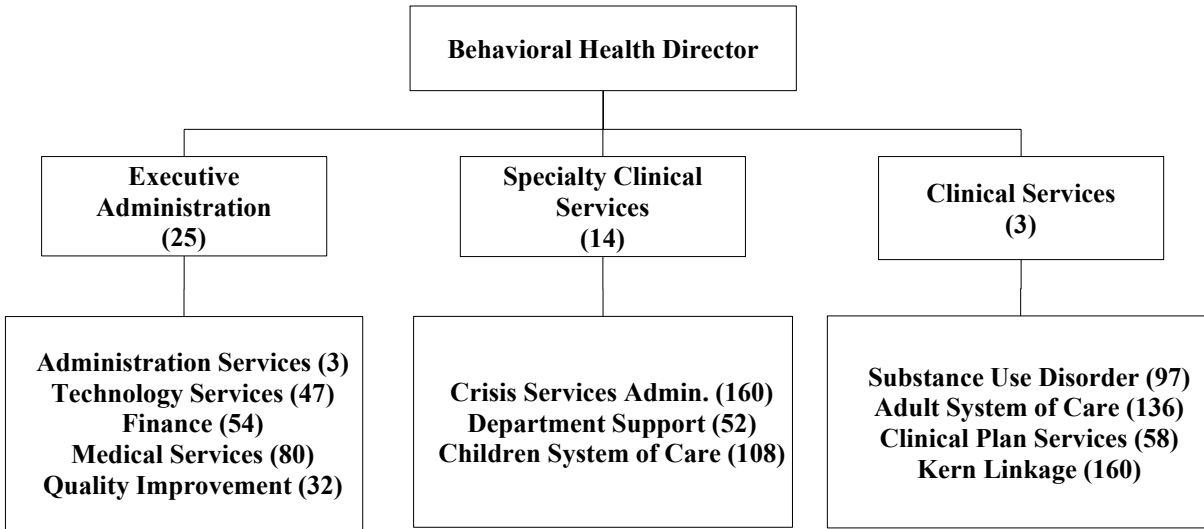 Behavioral Health Director
Executive
Administration
(25)
Specialty Clinical
Services
(14)
Clinical Services
(3)
Administration Services (3)
Technology Services (47)
Finance (54)
Medical Services (80)
Quality Improvement (32)
Crisis Services Admin. (160)
Department Support (52)
Children System of Care (108)
Substance Use Disorder (97)
Adult System of Care (136)
Clinical Plan Services (58)
Kern Linkage (160)